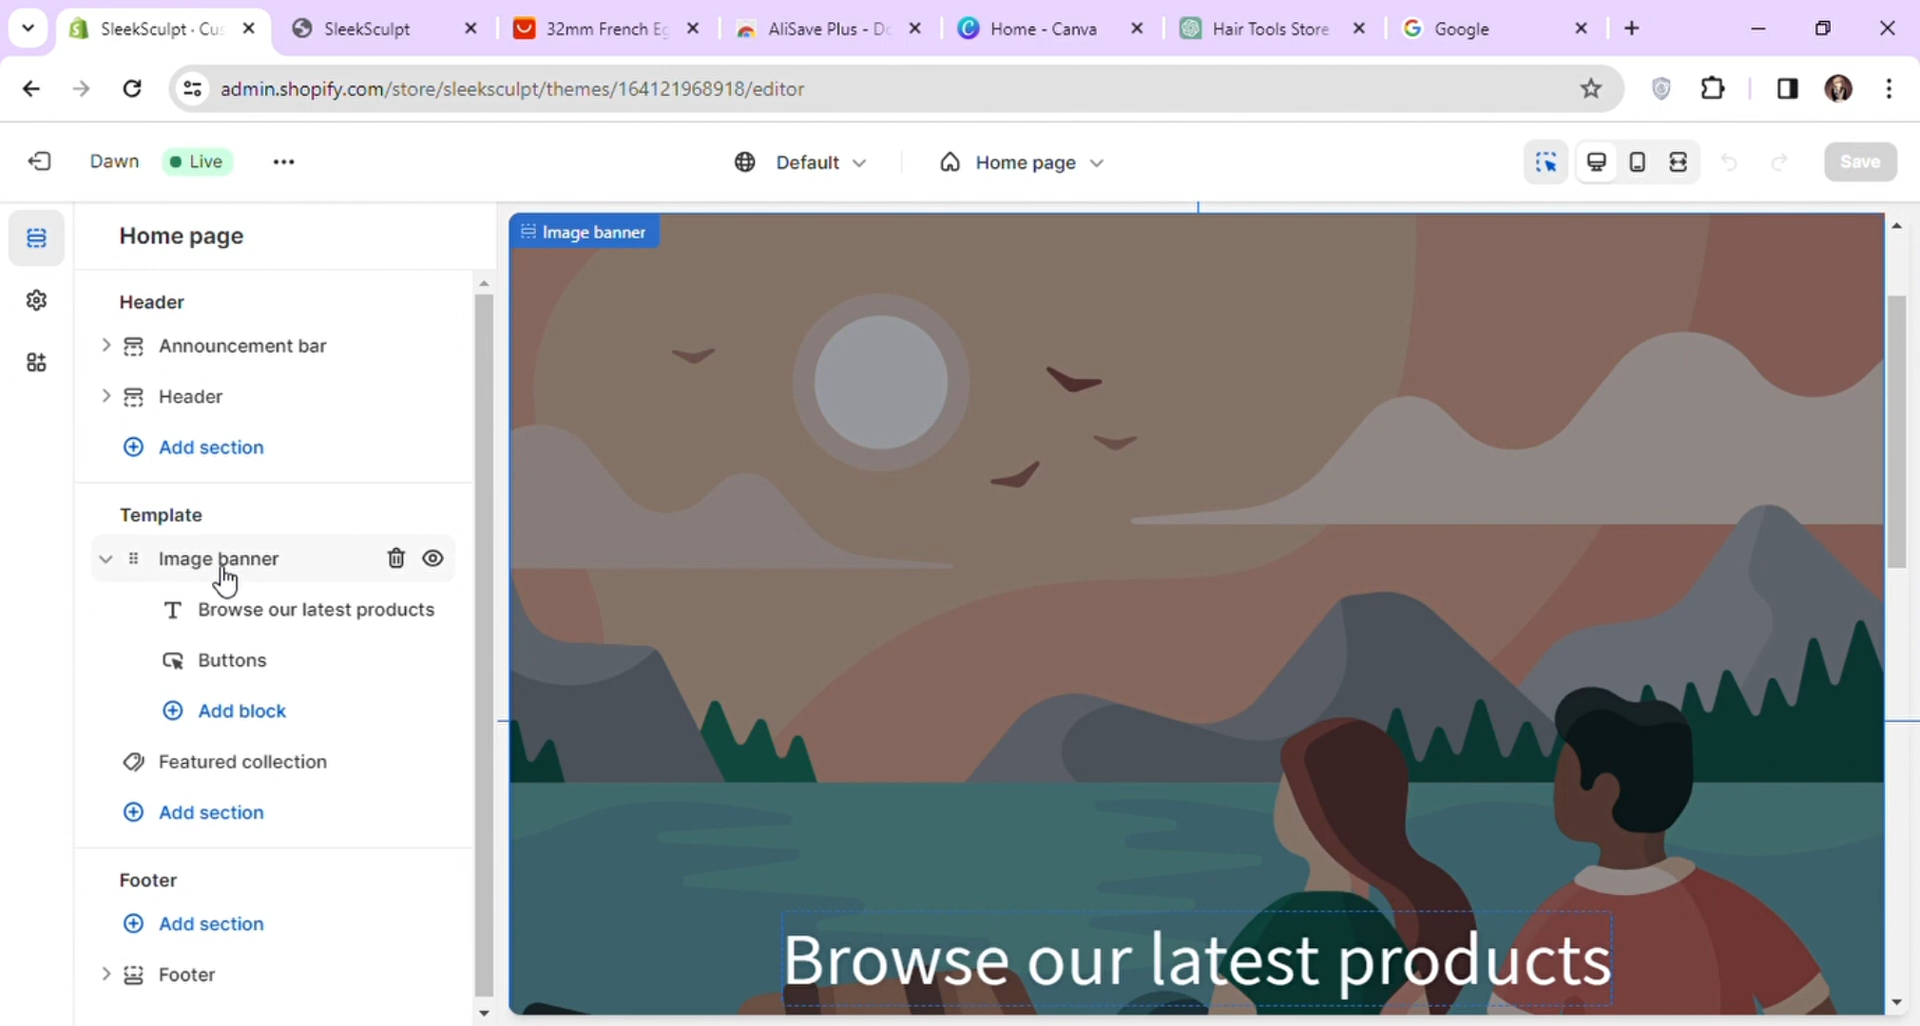 SleekSculpt · Cus
SleekSculpt
32mm French Eg
AliSave Plus - Do
Home - Canva
Hair Tools Store
Google
admin.shopify.com/store/sleeksculpt/themes/164121968918/editor
Dawn
Live
Default
Home page
Save
Home page
Header
Announcement bar
Header
Add section
Template
Image banner
Browse our latest products
Buttons
Add block
Featured collection
Add section
Footer
Add section
Footer
Image banner
Browse our latest products